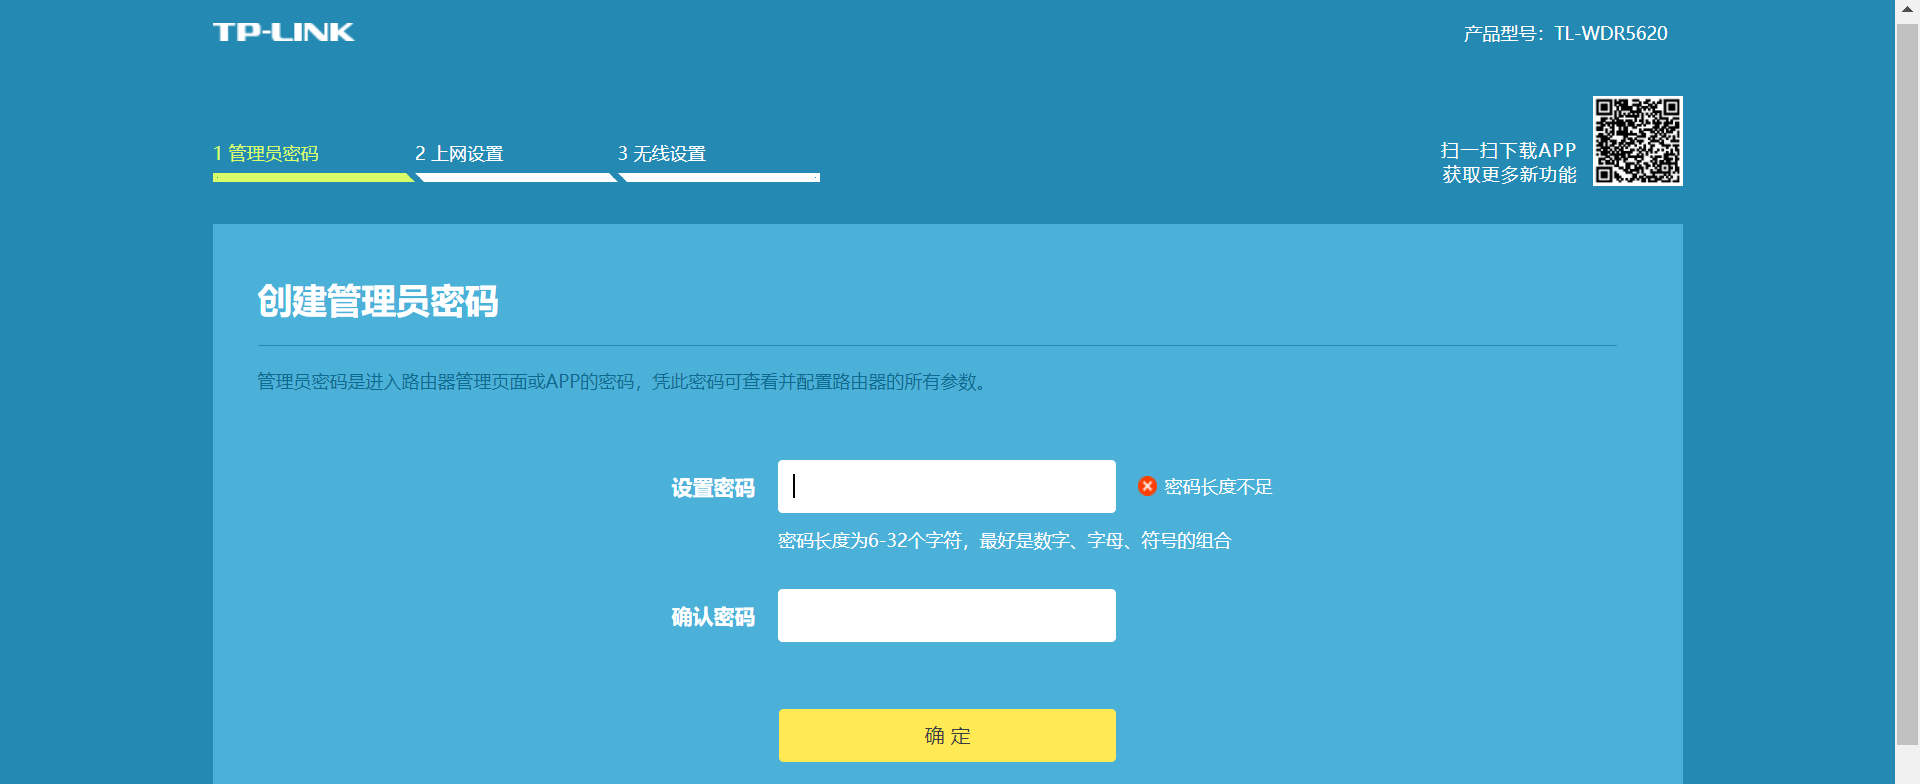 TP-LINK
产品型号：TL-WDR5620
1 管理员密码
2 上网设置
3 无线设置
扫一扫下载APP
获取更多新功能
创建管理员密码
管理员密码是进入路由器管理页面或APP的密码，凭此密码可查看并配置路由器的所有参数。
设置密码
密码长度不足
密码长度为6-32个字符，最好是数字、字母、符号的组合
确认密码
确 定